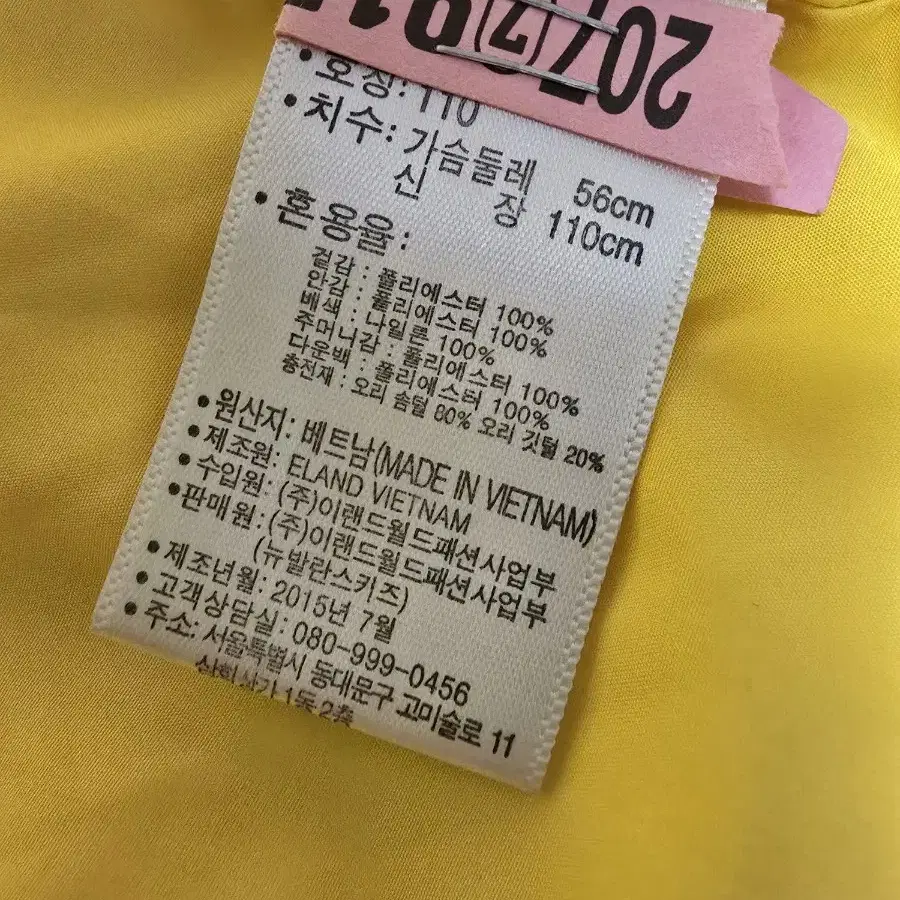 207
• 호칭: 110
• 치수: 가슴둘레 56cm
신 장 110cm
• 혼용율:
겉감 : 폴리에스터 100%
안감 : 폴리에스터 100%
배색 : 나일론 100%
주머니감 : 폴리에스터 100%
다운백 : 폴리에스터 100%
충전재 : 오리 솜털 80% 오리 깃털 20%
• 원산지: 베트남(MADE IN VIETNAM)
• 제조원: ELAND VIETNAM
• 수입원: (주)이랜드월드패션사업부
• 판매원: (주)이랜드월드패션사업부
(뉴발란스키즈)
• 제조년월: 2015년 7월
• 고객상담실: 080-999-0456
• 주소: 서울특별시 동대문구 고미술로 11
1동 2층